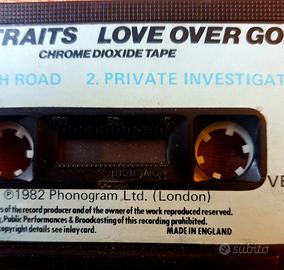 TRAITS LOVE OVER GO
CHROME DIOXIDE TAPE
H ROAD 2. PRIVATE INVESTIGAT
VE
℗1982 Phonogram Ltd. (London)
s of the record producer and of the owner of the work reproduced reserved.
Public Performances & Broadcasting of this recording prohibited.
copyright details see inlay card. MADE IN ENGLAND
subito